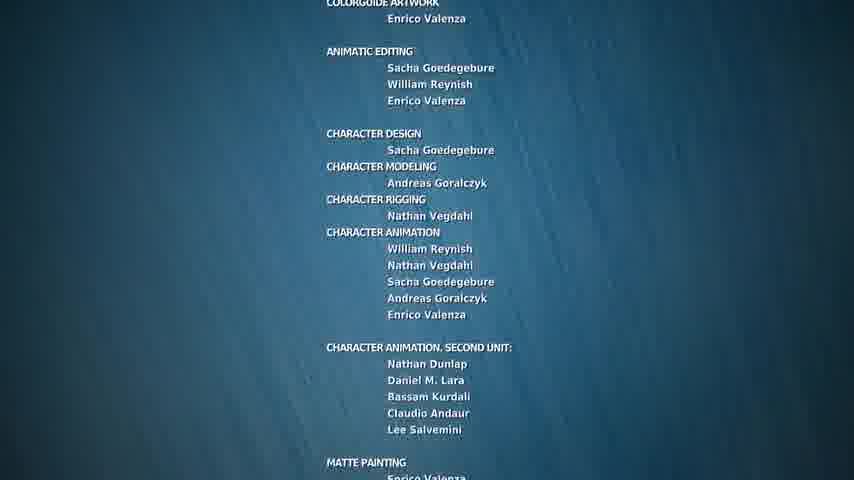 COLORGUIDE ARTWORK
Enrico Valenza
ANIMATIC EDITING
Sacha Goedegebure
William Reynish
Enrico Valenza
CHARACTER DESIGN
Sacha Goedegebure
CHARACTER MODELING
Andreas Goralczyk
CHARACTER RIGGING
Nathan Vegdahl
CHARACTER ANIMATION
William Reynish
Nathan Vegdahl
Sacha Goedegebure
Andreas Goralczyk
Enrico Valenza
CHARACTER ANIMATION, SECOND UNIT:
Nathan Dunlap
Daniel M. Lara
Bassam Kurdali
Claudio Andaur
Lee Salvemini
MATTE PAINTING
Enrico Valenza